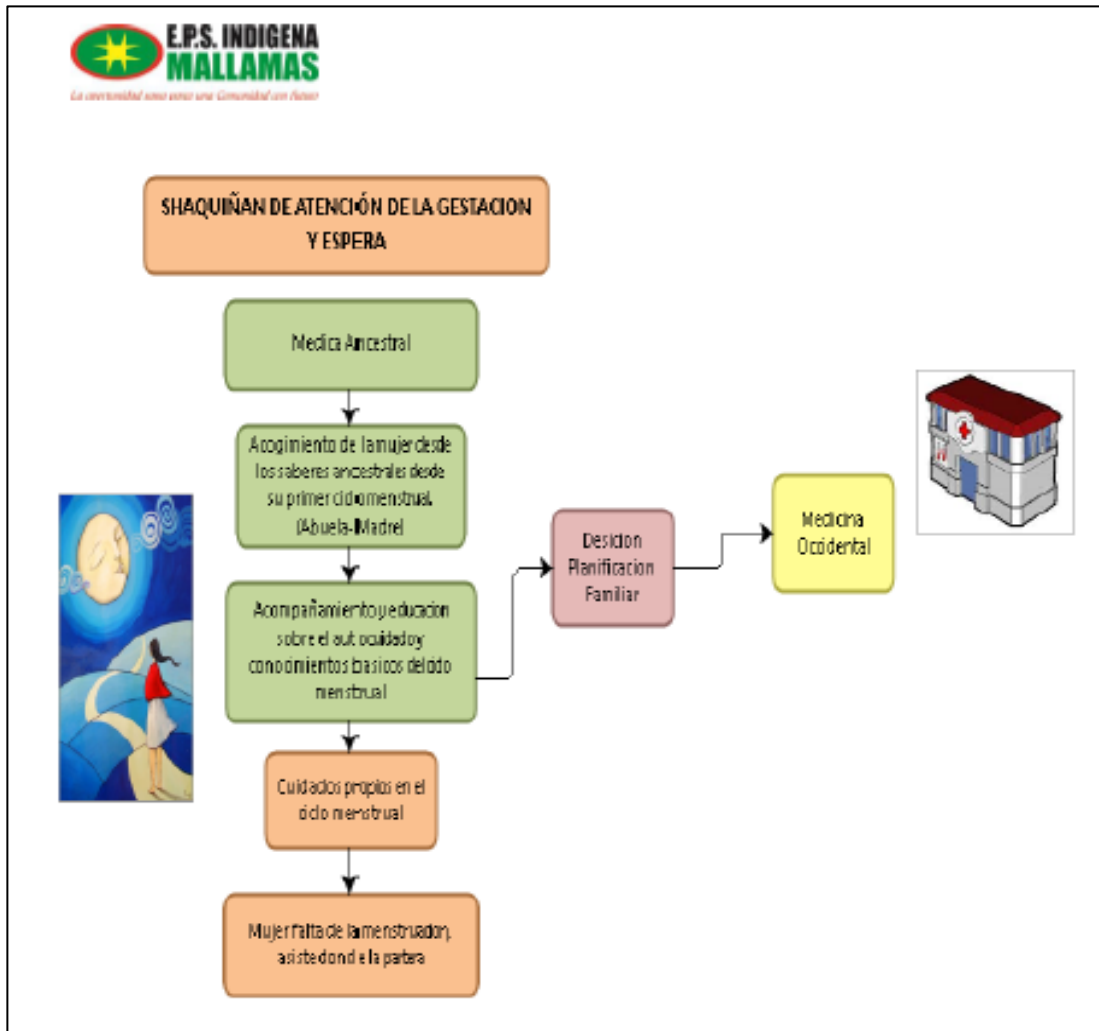 E.P.S. INDIGENA
MALLAMAS
SHAQUIÑAN DE ATENCIÓN DE LA GESTACION
Y ESPERA
Medica Ancestral
Acogimiento de la mujer desde
los saberes ancestrales desde
su primer ciclo menstrual.
(Abuela-Madre)
Acompañamiento y educacion
sobre el autocuidado y
conocimientos basicos del ciclo
menstrual
Desicion
Planificacion
Familiar
Medicina
Occidental
Cuidados propios en el
ciclo menstrual
Mujer falta de la menstruacion,
asiste donde la partera